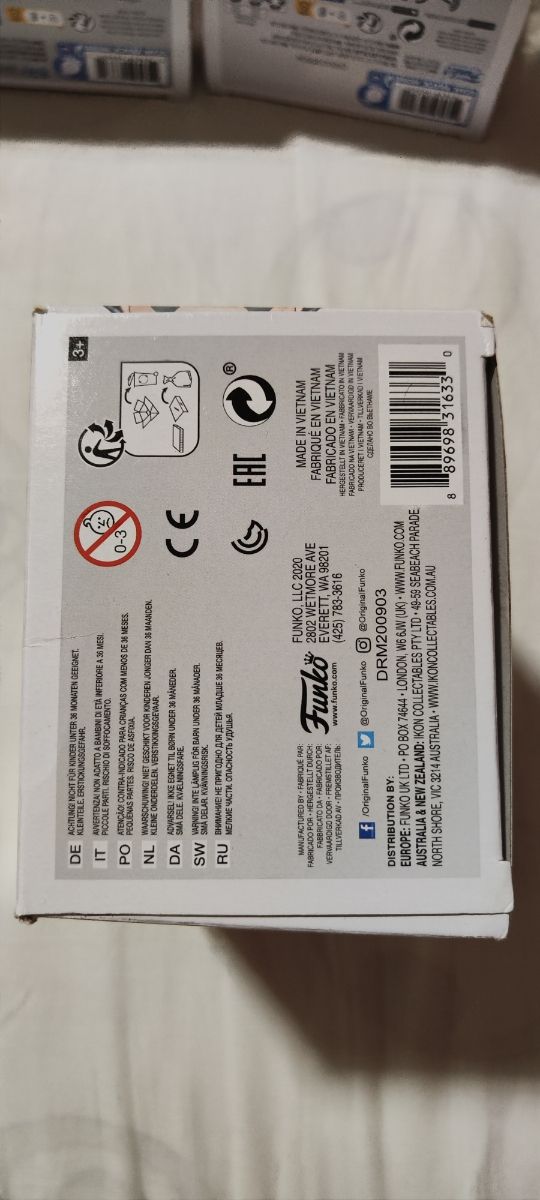 3+
DE ACHTUNG! NICHT FÜR KINDER UNTER 36 MONATEN GEEIGNET.
KLEINTEILE. ERSTICKUNGSGEFAHR.
IT AVVERTENZA! NON ADATTO A BAMBINI DI ETÀ INFERIORE A 36 MESI.
PICCOLE PARTI. RISCHIO DI SOFFOCAMENTO.
PO ATENÇÃO! CONTRA-INDICADO PARA CRIANÇAS COM MENOS DE 36 MESES.
PEQUENAS PARTES. RISCO DE ASFIXIA.
NL WAARSCHUWING! NIET GESCHIKT VOOR KINDEREN JONGER DAN 36 MAANDEN.
KLEINE ONDERDELEN. VERSTIKKINGSGEVAAR.
DA ADVARSEL! IKKE EGNET TIL BØRN UNDER 36 MÅNEDER.
SMÅ DELE. KVÆLNINGSFARE.
SW VARNING! INTE LÄMPLIG FÖR BARN UNDER 36 MÅNADER.
SMÅ DELAR. KVÄVNINGSRISK.
RU ВНИМАНИЕ! НЕ ПРИГОДНО ДЛЯ ДЕТЕЙ МЛАДШЕ 36 МЕСЯЦЕВ.
МЕЛКИЕ ЧАСТИ. ОПАСНОСТЬ УДУШЬЯ.
0-3
CE
EAC
®
MANUFACTURED BY • FABRIQUÉ PAR:
FABRICADO POR • HERGESTELLT DURCH:
FABBRICATO DA • FABRICADO POR:
VERVAARDIGD DOOR • FREMSTILLET AF:
TILLVERKAD AV • ПРОИЗВОДИТЕЛЬ:
Funko
www.funko.com
FUNKO, LLC 2020
2802 WETMORE AVE
EVERETT, WA 98201
(425) 783-3616
MADE IN VIETNAM
FABRIQUÉ EN VIETNAM
FABRICADO EN VIETNAM
HERGESTELLT IN VIETNAM • FABBRICATO IN VIETNAM
FABRICADO NA VIETNAM • VERVAARDIGD IN VIETNAM
PRODUCERET I VIETNAM • TILLVERKAD I VIETNAM
СДЕЛАНО ВО ВЬЕТНАМЕ
f /OriginalFunko @OriginalFunko @OriginalFunko
DRM200903
DISTRIBUTION BY:
EUROPE: FUNKO UK LTD • PO BOX 74644 • LONDON, W6 6JW (UK) • WWW.FUNKO.COM
AUSTRALIA & NEW ZEALAND: IKON COLLECTABLES PTY LTD • 49-59 SEABEACH PARADE,
NORTH SHORE, VIC 3214 AUSTRALIA • WWW.IKONCOLLECTABLES.COM.AU
8 89698 31633 0